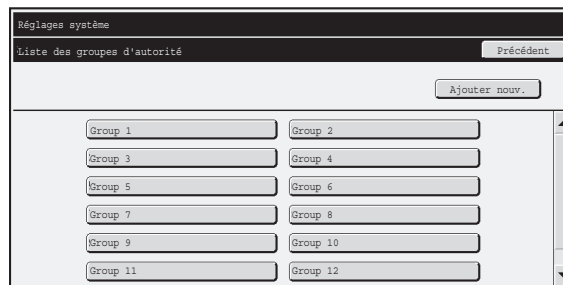 Réglages système
Liste des groupes d'autorité Précédent
Ajouter nouv.
Group 1 Group 2
Group 3 Group 4
Group 5 Group 6
Group 7 Group 8
Group 9 Group 10
Group 11 Group 12